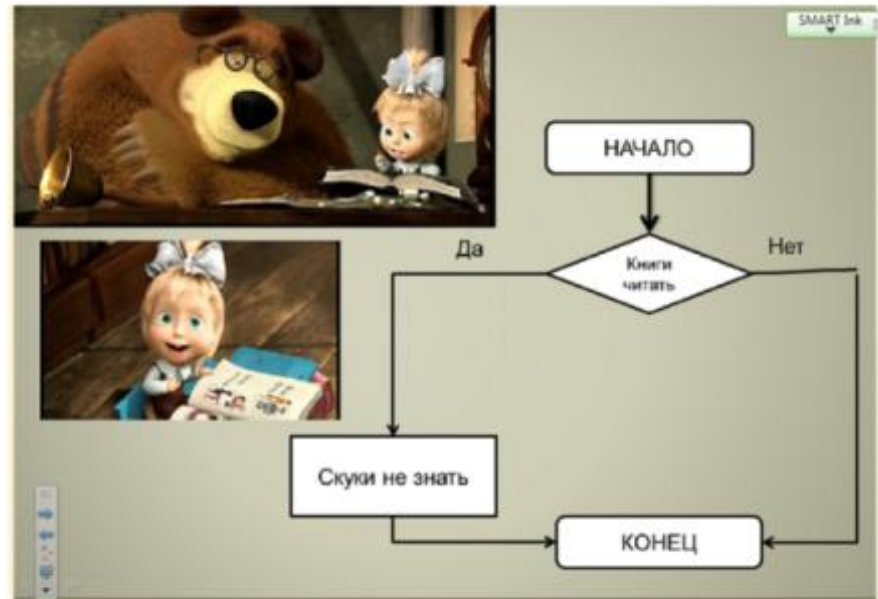 SMART Ink
НАЧАЛО
Да
Нет
Книги
читать
Скуки не знать
КОНЕЦ